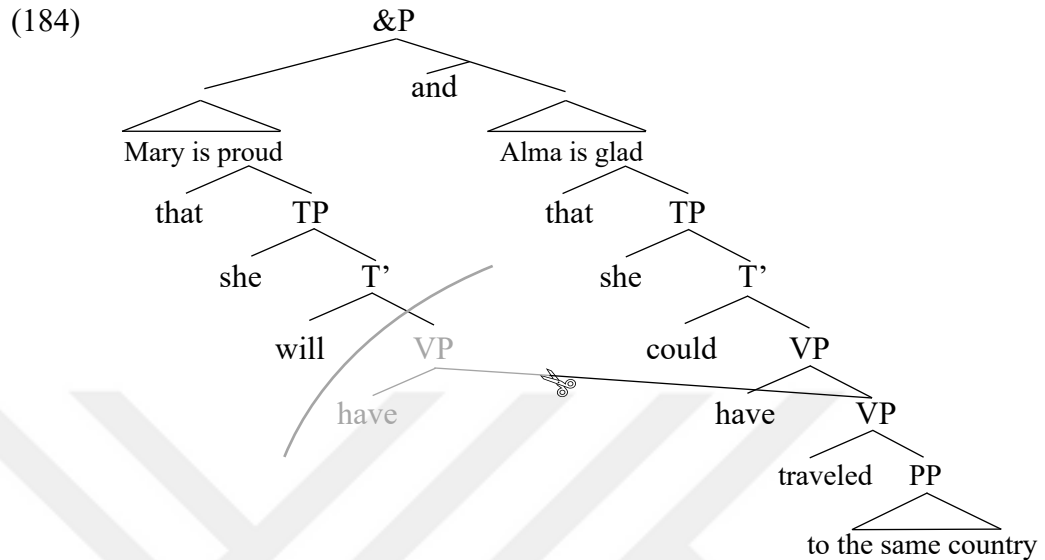 (184)
&P
and
Mary is proud
Alma is glad
that
TP
that
TP
she
T’
she
T’
will
VP
could
VP
have
have
VP
traveled
PP
to the same country